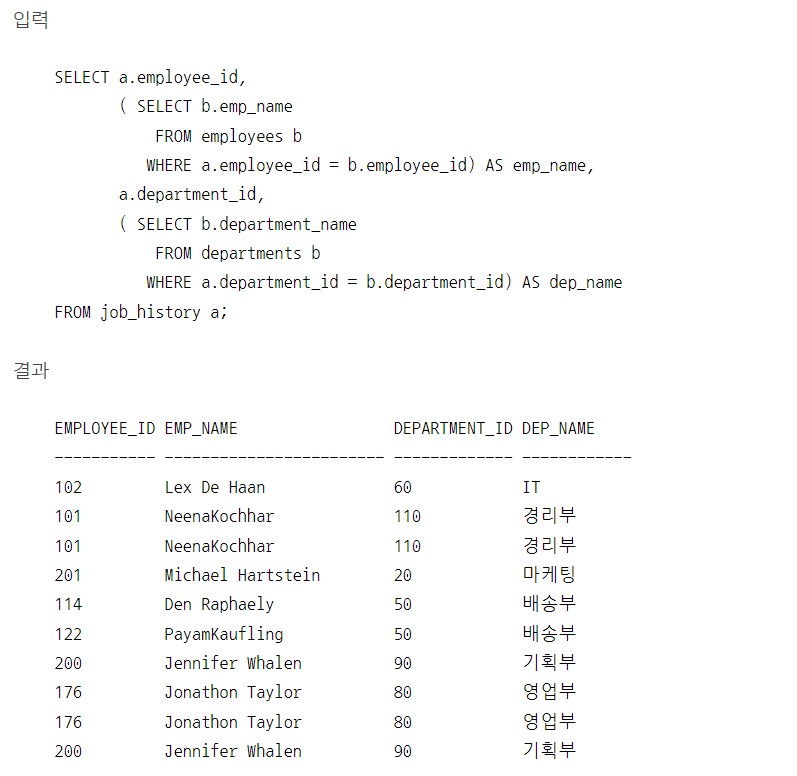 입력
SELECT a.employee_id,
( SELECT b.emp_name
FROM employees b
WHERE a.employee_id = b.employee_id) AS emp_name,
a.department_id,
( SELECT b.department_name
FROM departments b
WHERE a.department_id = b.department_id) AS dep_name
FROM job_history a;
결과
EMPLOYEE_ID EMP_NAME DEPARTMENT_ID DEP_NAME
----------- ------------------------ ------------- ------------
102 Lex De Haan 60 IT
101 NeenaKochhar 110 경리부
101 NeenaKochhar 110 경리부
201 Michael Hartstein 20 마케팅
114 Den Raphaely 50 배송부
122 PayamKaufling 50 배송부
200 Jennifer Whalen 90 기획부
176 Jonathon Taylor 80 영업부
176 Jonathon Taylor 80 영업부
200 Jennifer Whalen 90 기획부